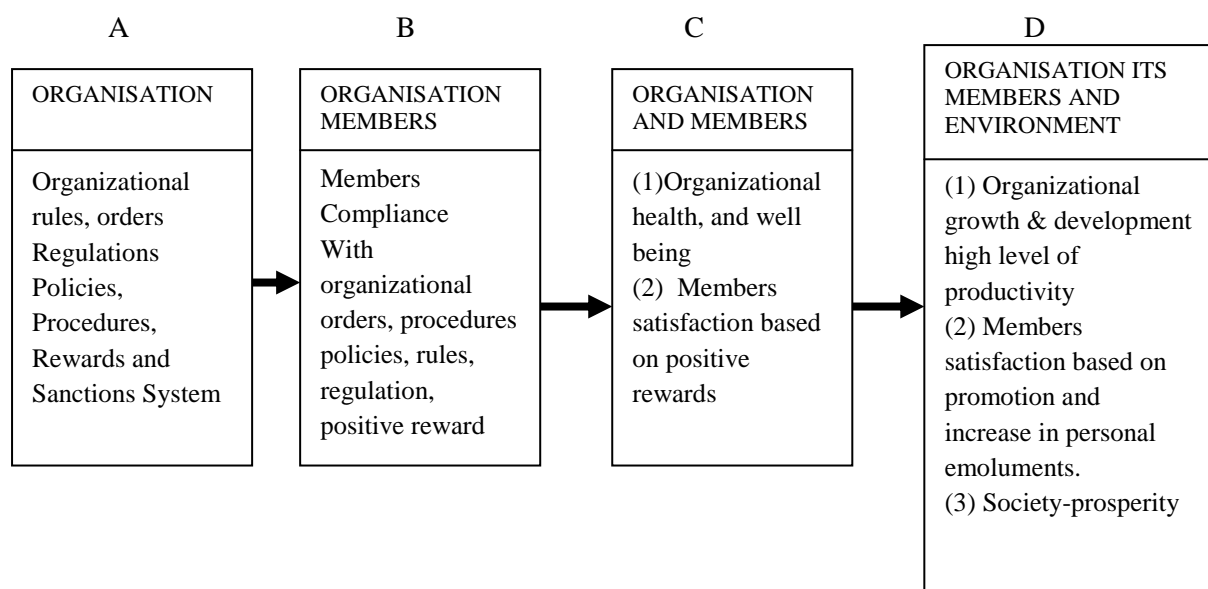 A
B
C
D
ORGANISATION
Organizational
rules, orders
Regulations
Policies,
Procedures,
Rewards and
Sanctions System
ORGANISATION
MEMBERS
Members
Compliance
With
organizational
orders, procedures
policies, rules,
regulation,
positive reward
ORGANISATION
AND MEMBERS
(1)Organizational
health, and well
being
(2) Members
satisfaction based
on positive
rewards
ORGANISATION ITS
MEMBERS AND
ENVIRONMENT
(1) Organizational
growth & development
high level of
productivity
(2) Members
satisfaction based on
promotion and
increase in personal
emoluments.
(3) Society-prosperity